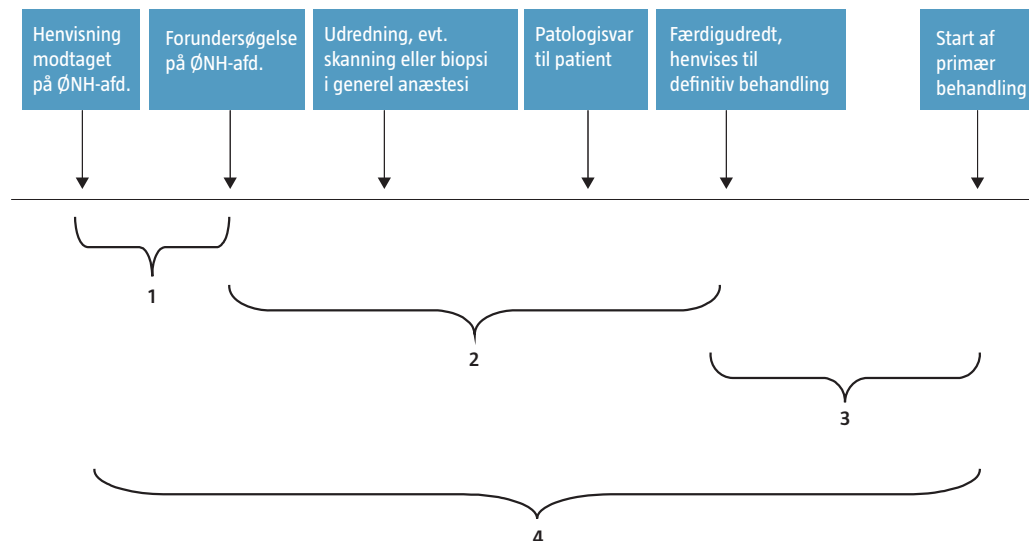 Henvisning
modtaget
på ØNH-afd.
Forundersøgelse
på ØNH-afd.
Udredning, evt.
skanning eller biopsi
i generel anæstesi
Patologisvar
til patient
Færdigudredt,
henvises til
definitiv behandling
Start af
primær
behandling
1
2
3
4